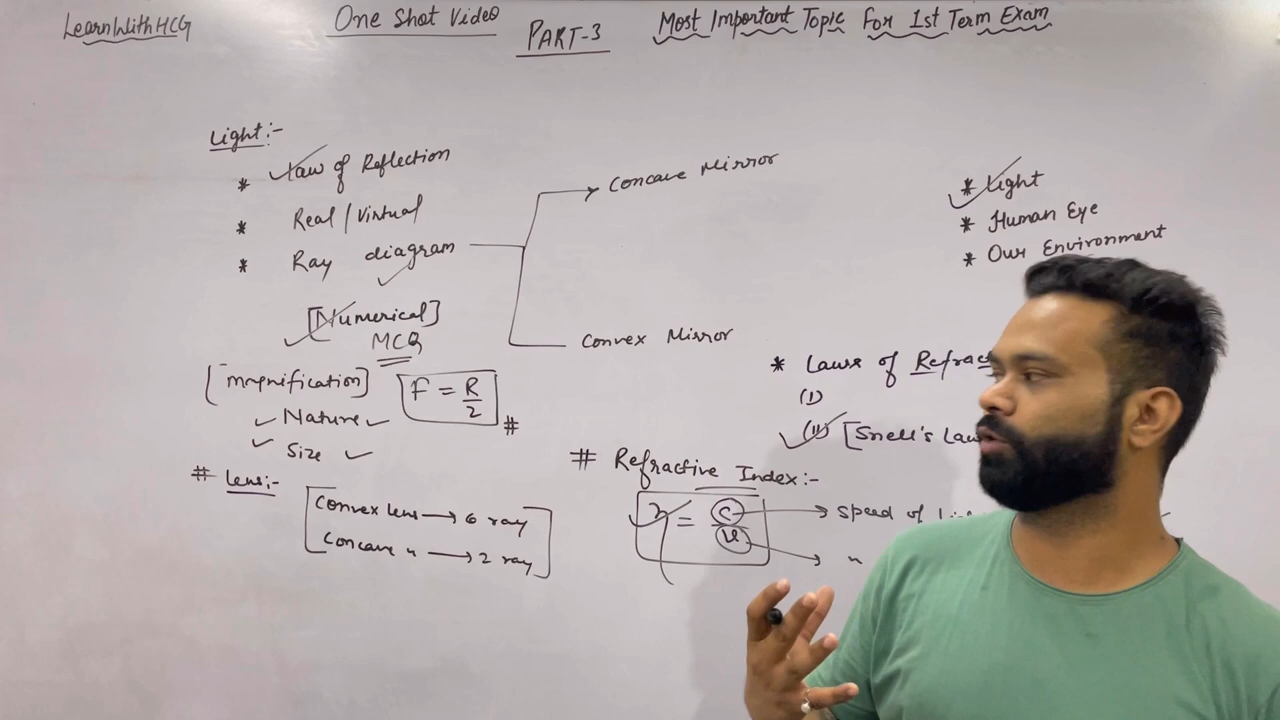 LearnWithHCG
One Shot Video
PART-3
Most Important Topic For 1st Term Exam
Light:-
* Law of Reflection
* Real/Virtual
* Ray diagram
Concave Mirror
Convex Mirror
[Numerical]
MCQ
[magnification]
Nature
Size
F = R/2
#
# Lens:-
Convex lens → 6 ray
Concave " → 2 ray
* Light
* Human Eye
* Our Environment
* Laws of Refrac
(I)
(II) [Snell's Law
# Refractive Index:-
η = c/v
speed of
"